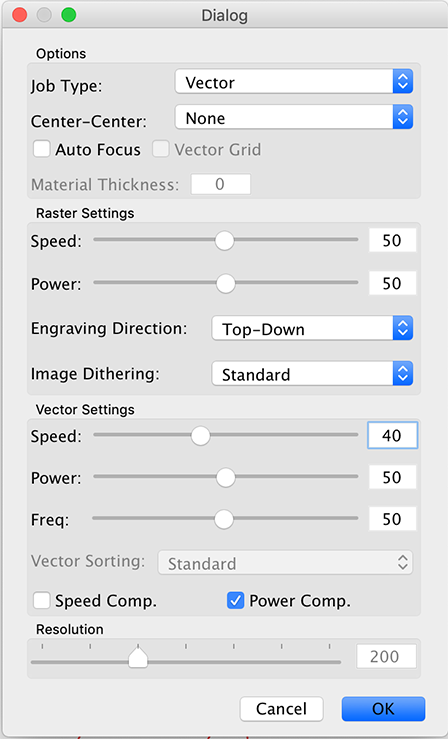 Dialog
Options
Job Type: Vector
Center-Center: None
Auto Focus Vector Grid
Material Thickness: 0
Raster Settings
Speed: 50
Power: 50
Engraving Direction: Top-Down
Image Dithering: Standard
Vector Settings
Speed: 40
Power: 50
Freq: 50
Vector Sorting: Standard
Speed Comp. Power Comp.
Resolution
200
Cancel OK